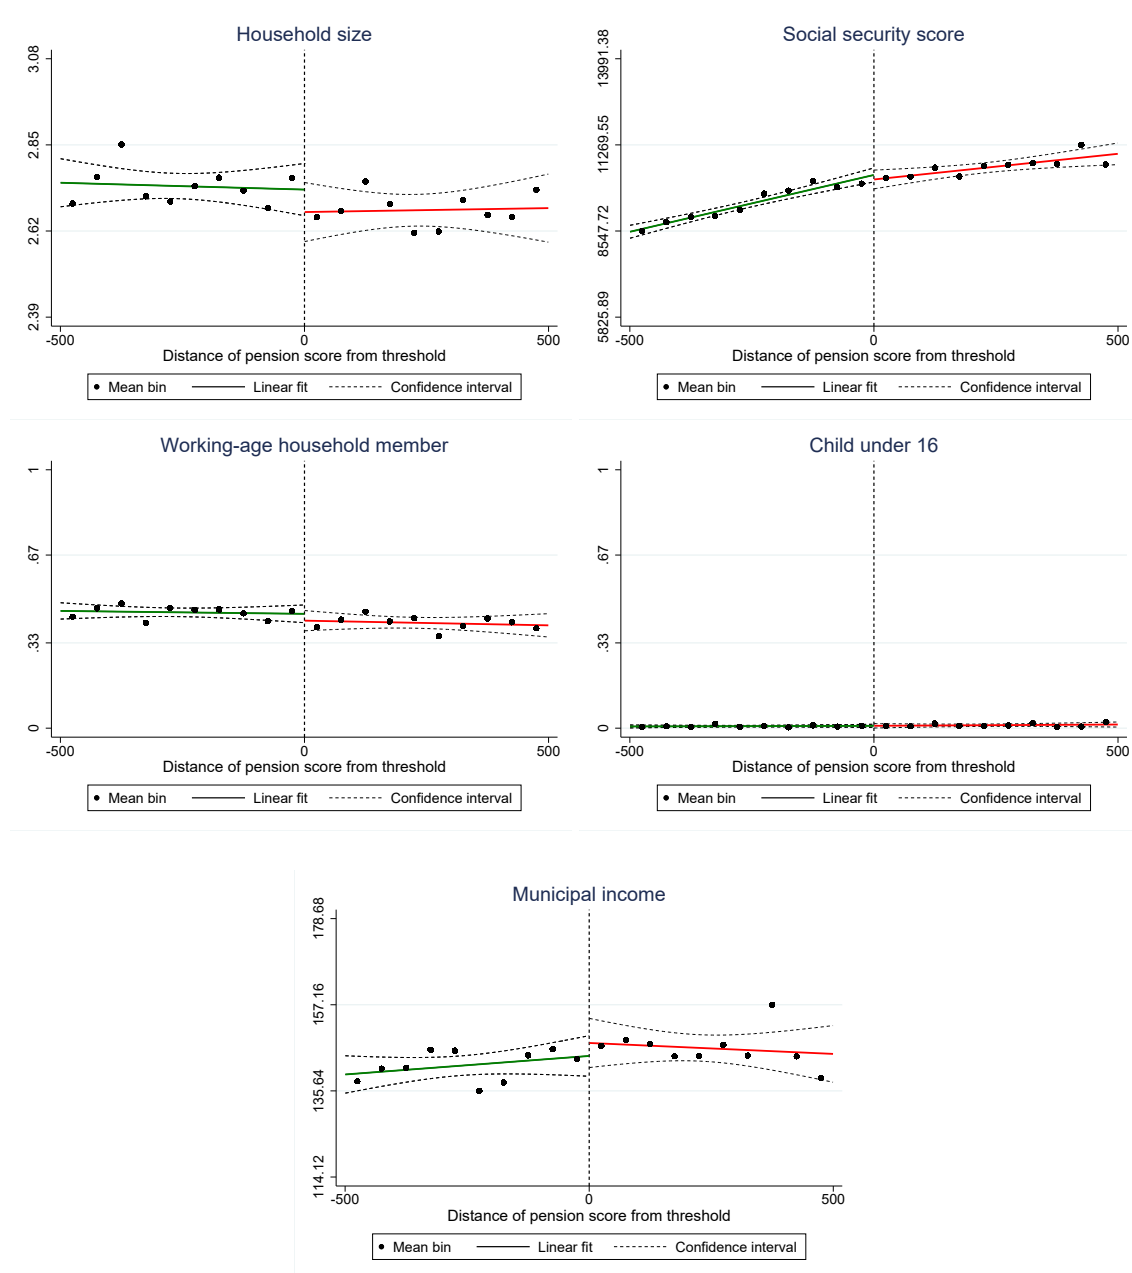 Household size
3.08
2.85
2.62
2.39
-500 0 500
Distance of pension score from threshold
Mean bin Linear fit Confidence interval
Social security score
13991.38
11269.55
8547.72
5825.89
-500 0 500
Distance of pension score from threshold
Mean bin Linear fit Confidence interval
Working-age household member
1
.67
.33
0
-500 0 500
Distance of pension score from threshold
Mean bin Linear fit Confidence interval
Child under 16
1
.67
.33
0
-500 0 500
Distance of pension score from threshold
Mean bin Linear fit Confidence interval
Municipal income
178.68
157.16
135.64
114.12
-500 0 500
Distance of pension score from threshold
Mean bin Linear fit Confidence interval